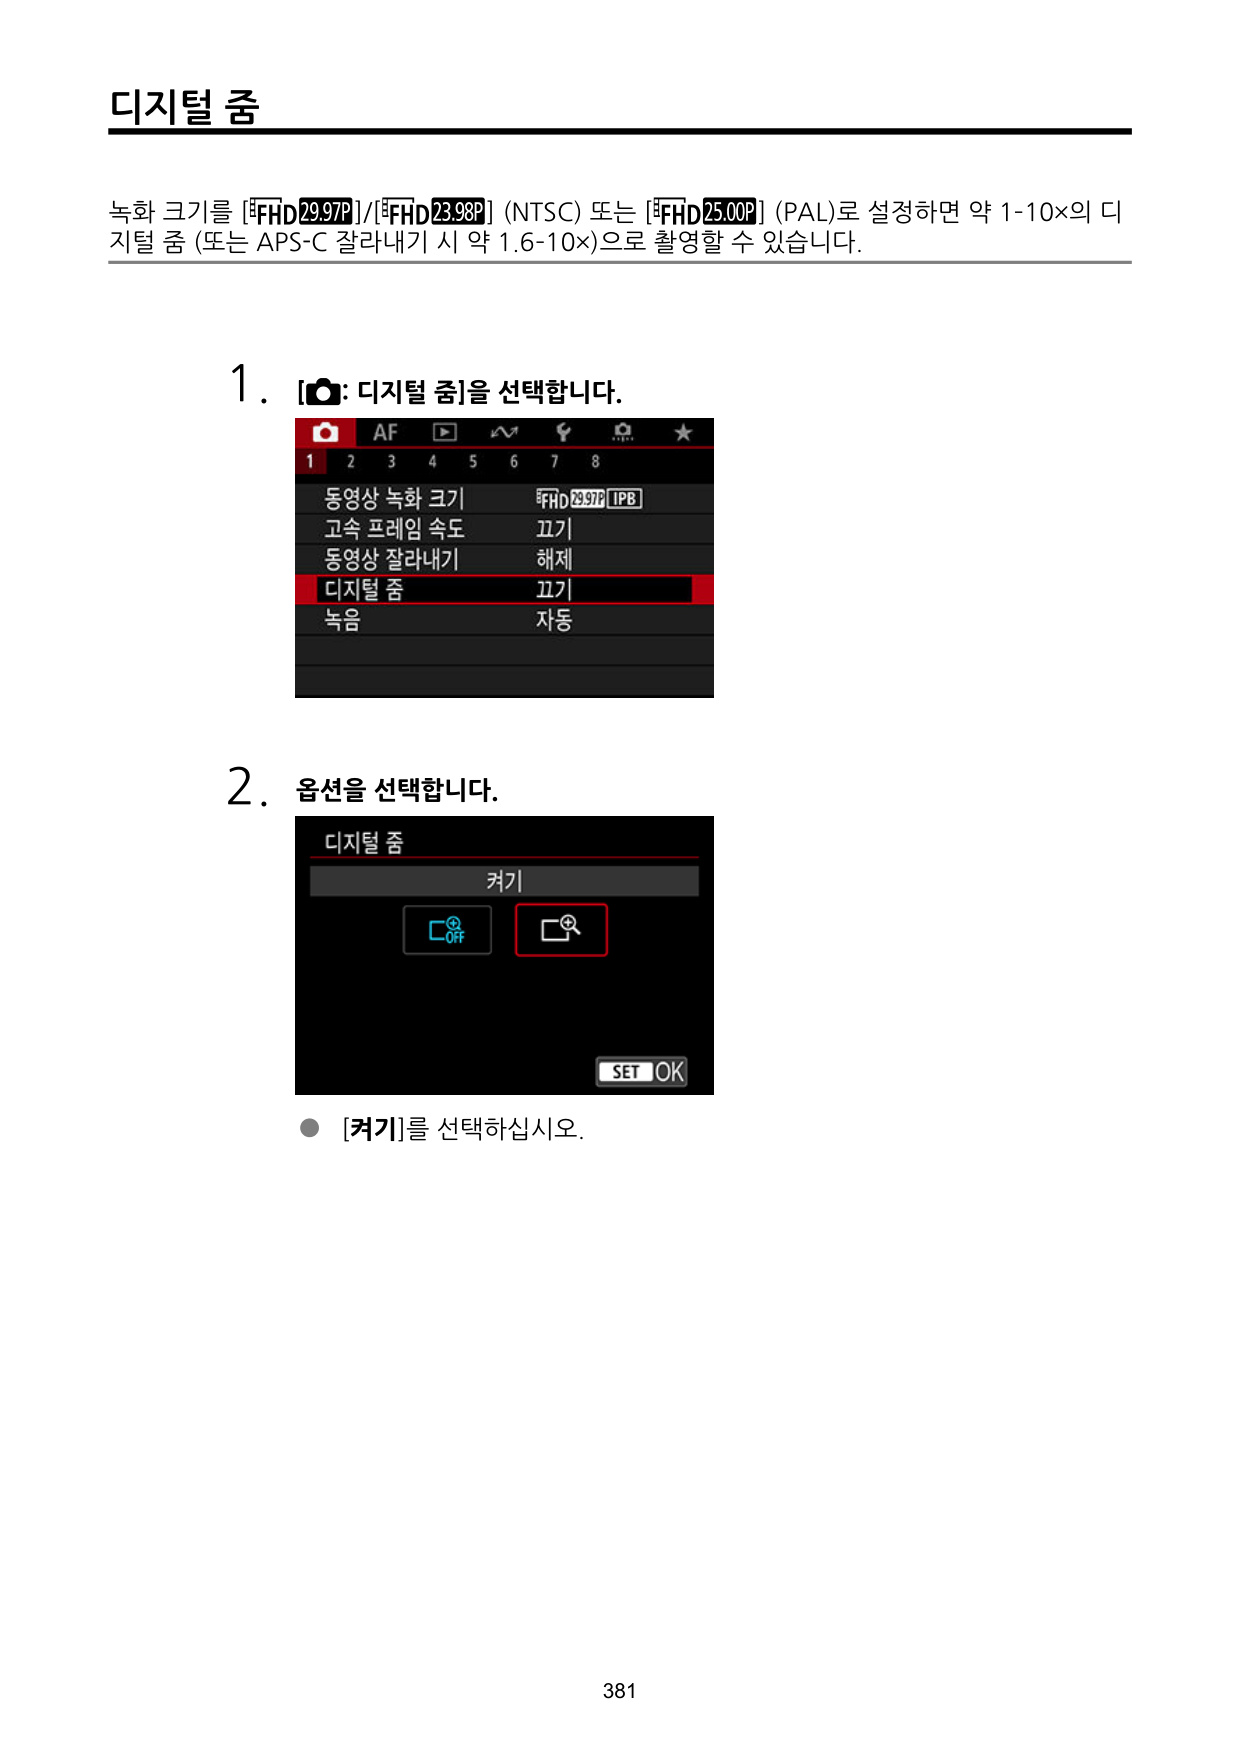 디지털 줌
녹화 크기를 [FHD29.97P]/[FHD23.98P] (NTSC) 또는 [FHD25.00P] (PAL)로 설정하면 약 1-10×의 디
지털 줌 (또는 APS-C 잘라내기 시 약 1.6-10×)으로 촬영할 수 있습니다.
1. [: 디지털 줌]을 선택합니다.
AF
1 2 3 4 5 6 7 8
동영상 녹화 크기 FHD 29.97P IPB
고속 프레임 속도 끄기
동영상 잘라내기 해제
디지털 줌 끄기
녹음 자동
2. 옵션을 선택합니다.
디지털 줌
켜기
OFF
SET OK
● [켜기]를 선택하십시오.
381